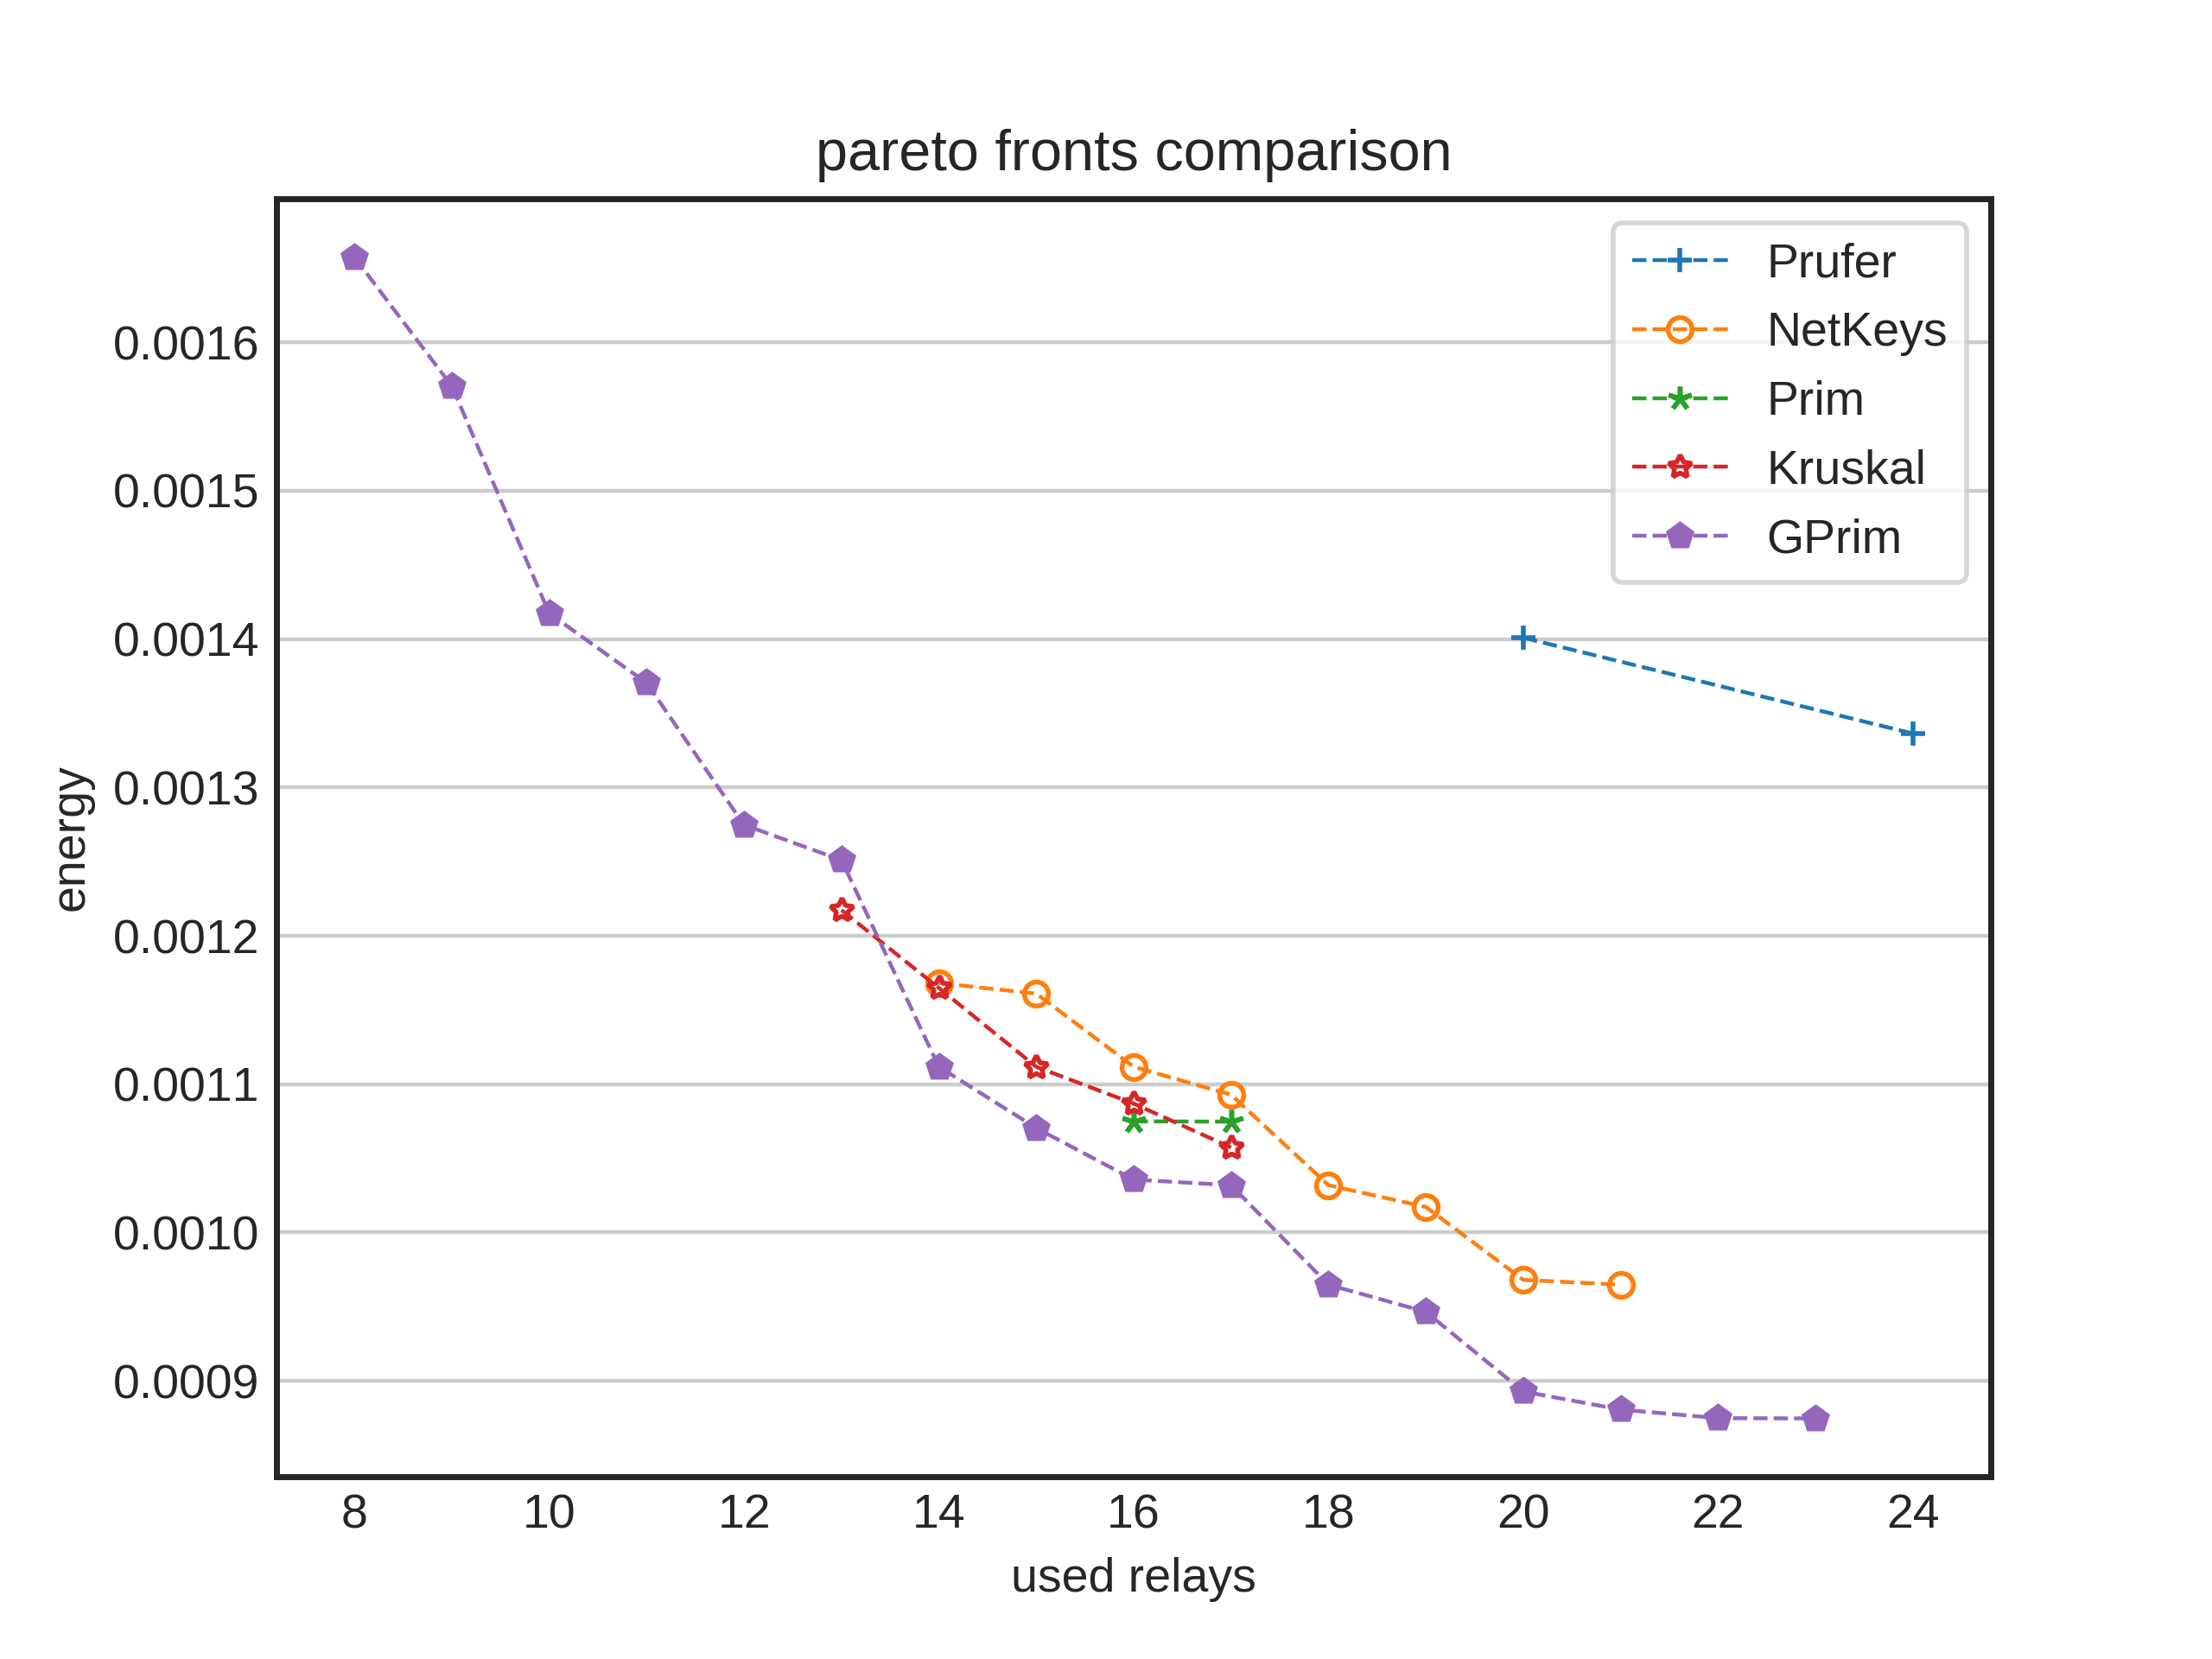 pareto fronts comparison
Prufer
NetKeys
Prim
Kruskal
GPrim
0.0016
0.0015
0.0014
0.0013
0.0012
0.0011
0.0010
0.0009
energy
8 10 12 14 16 18 20 22 24
used relays